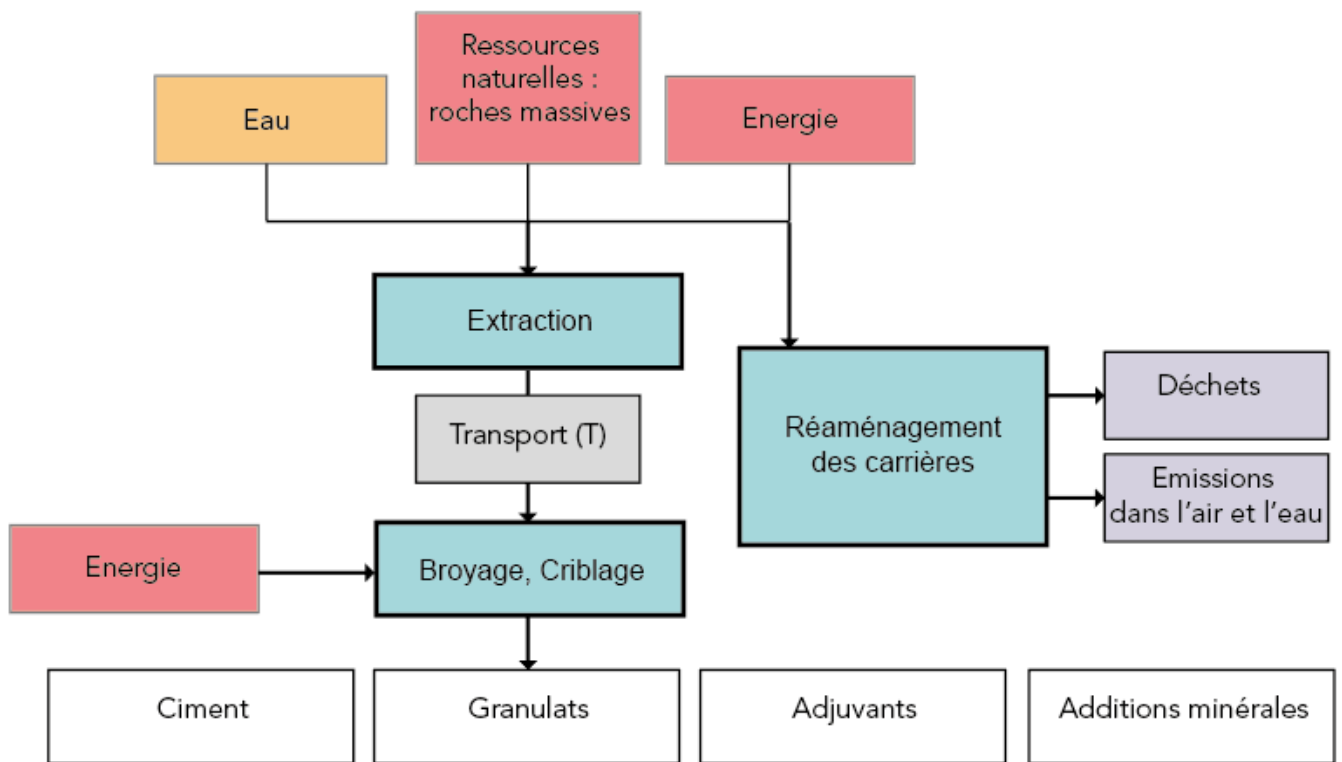 Ressources
naturelles :
roches massives
Eau
Energie
Extraction
Transport (T)
Réaménagement
des carrières
Déchets
Emissions
dans l'air et l'eau
Energie
Broyage, Criblage
Ciment
Granulats
Adjuvants
Additions minérales